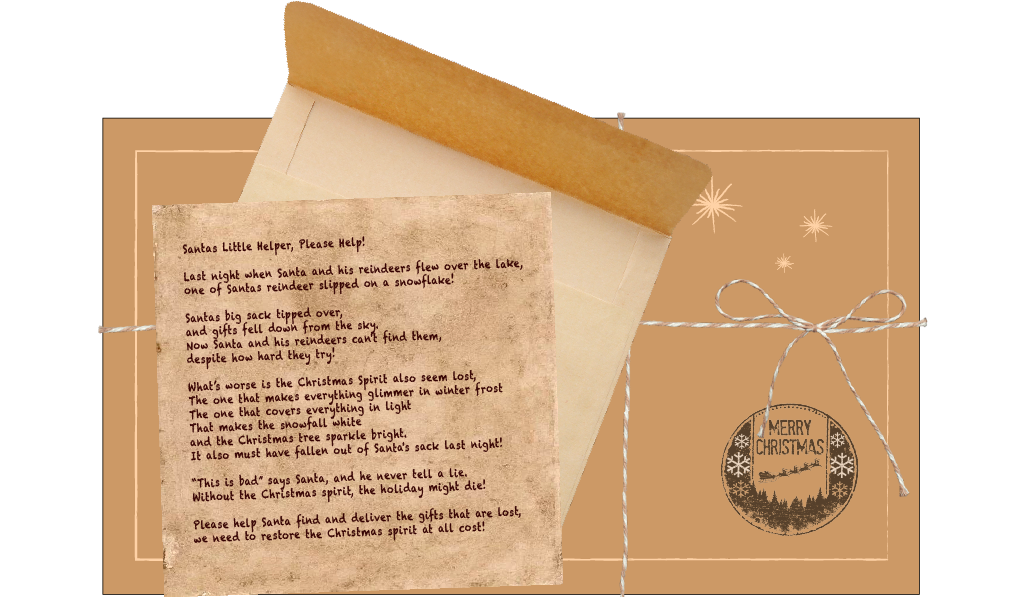 Santas Little Helper, Please Help!
Last night when Santa and his reindeers flew over the lake,
one of Santas reindeer slipped on a snowflake!
Santas big sack tipped over,
and gifts fell down from the sky.
Now Santa and his reindeers can't find them,
despite how hard they try!
What's worse is the Christmas Spirit also seem lost,
The one that makes everything glimmer in winter frost
The one that covers everything in light
That makes the snowfall white
and the Christmas tree sparkle bright.
It also must have fallen out of Santa's sack last night!
"This is bad" says Santa, and he never tell a lie.
Without the Christmas spirit, the holiday might die!
Please help Santa find and deliver the gifts that are lost,
we need to restore the Christmas spirit at all cost!
MERRY
CHRISTMAS